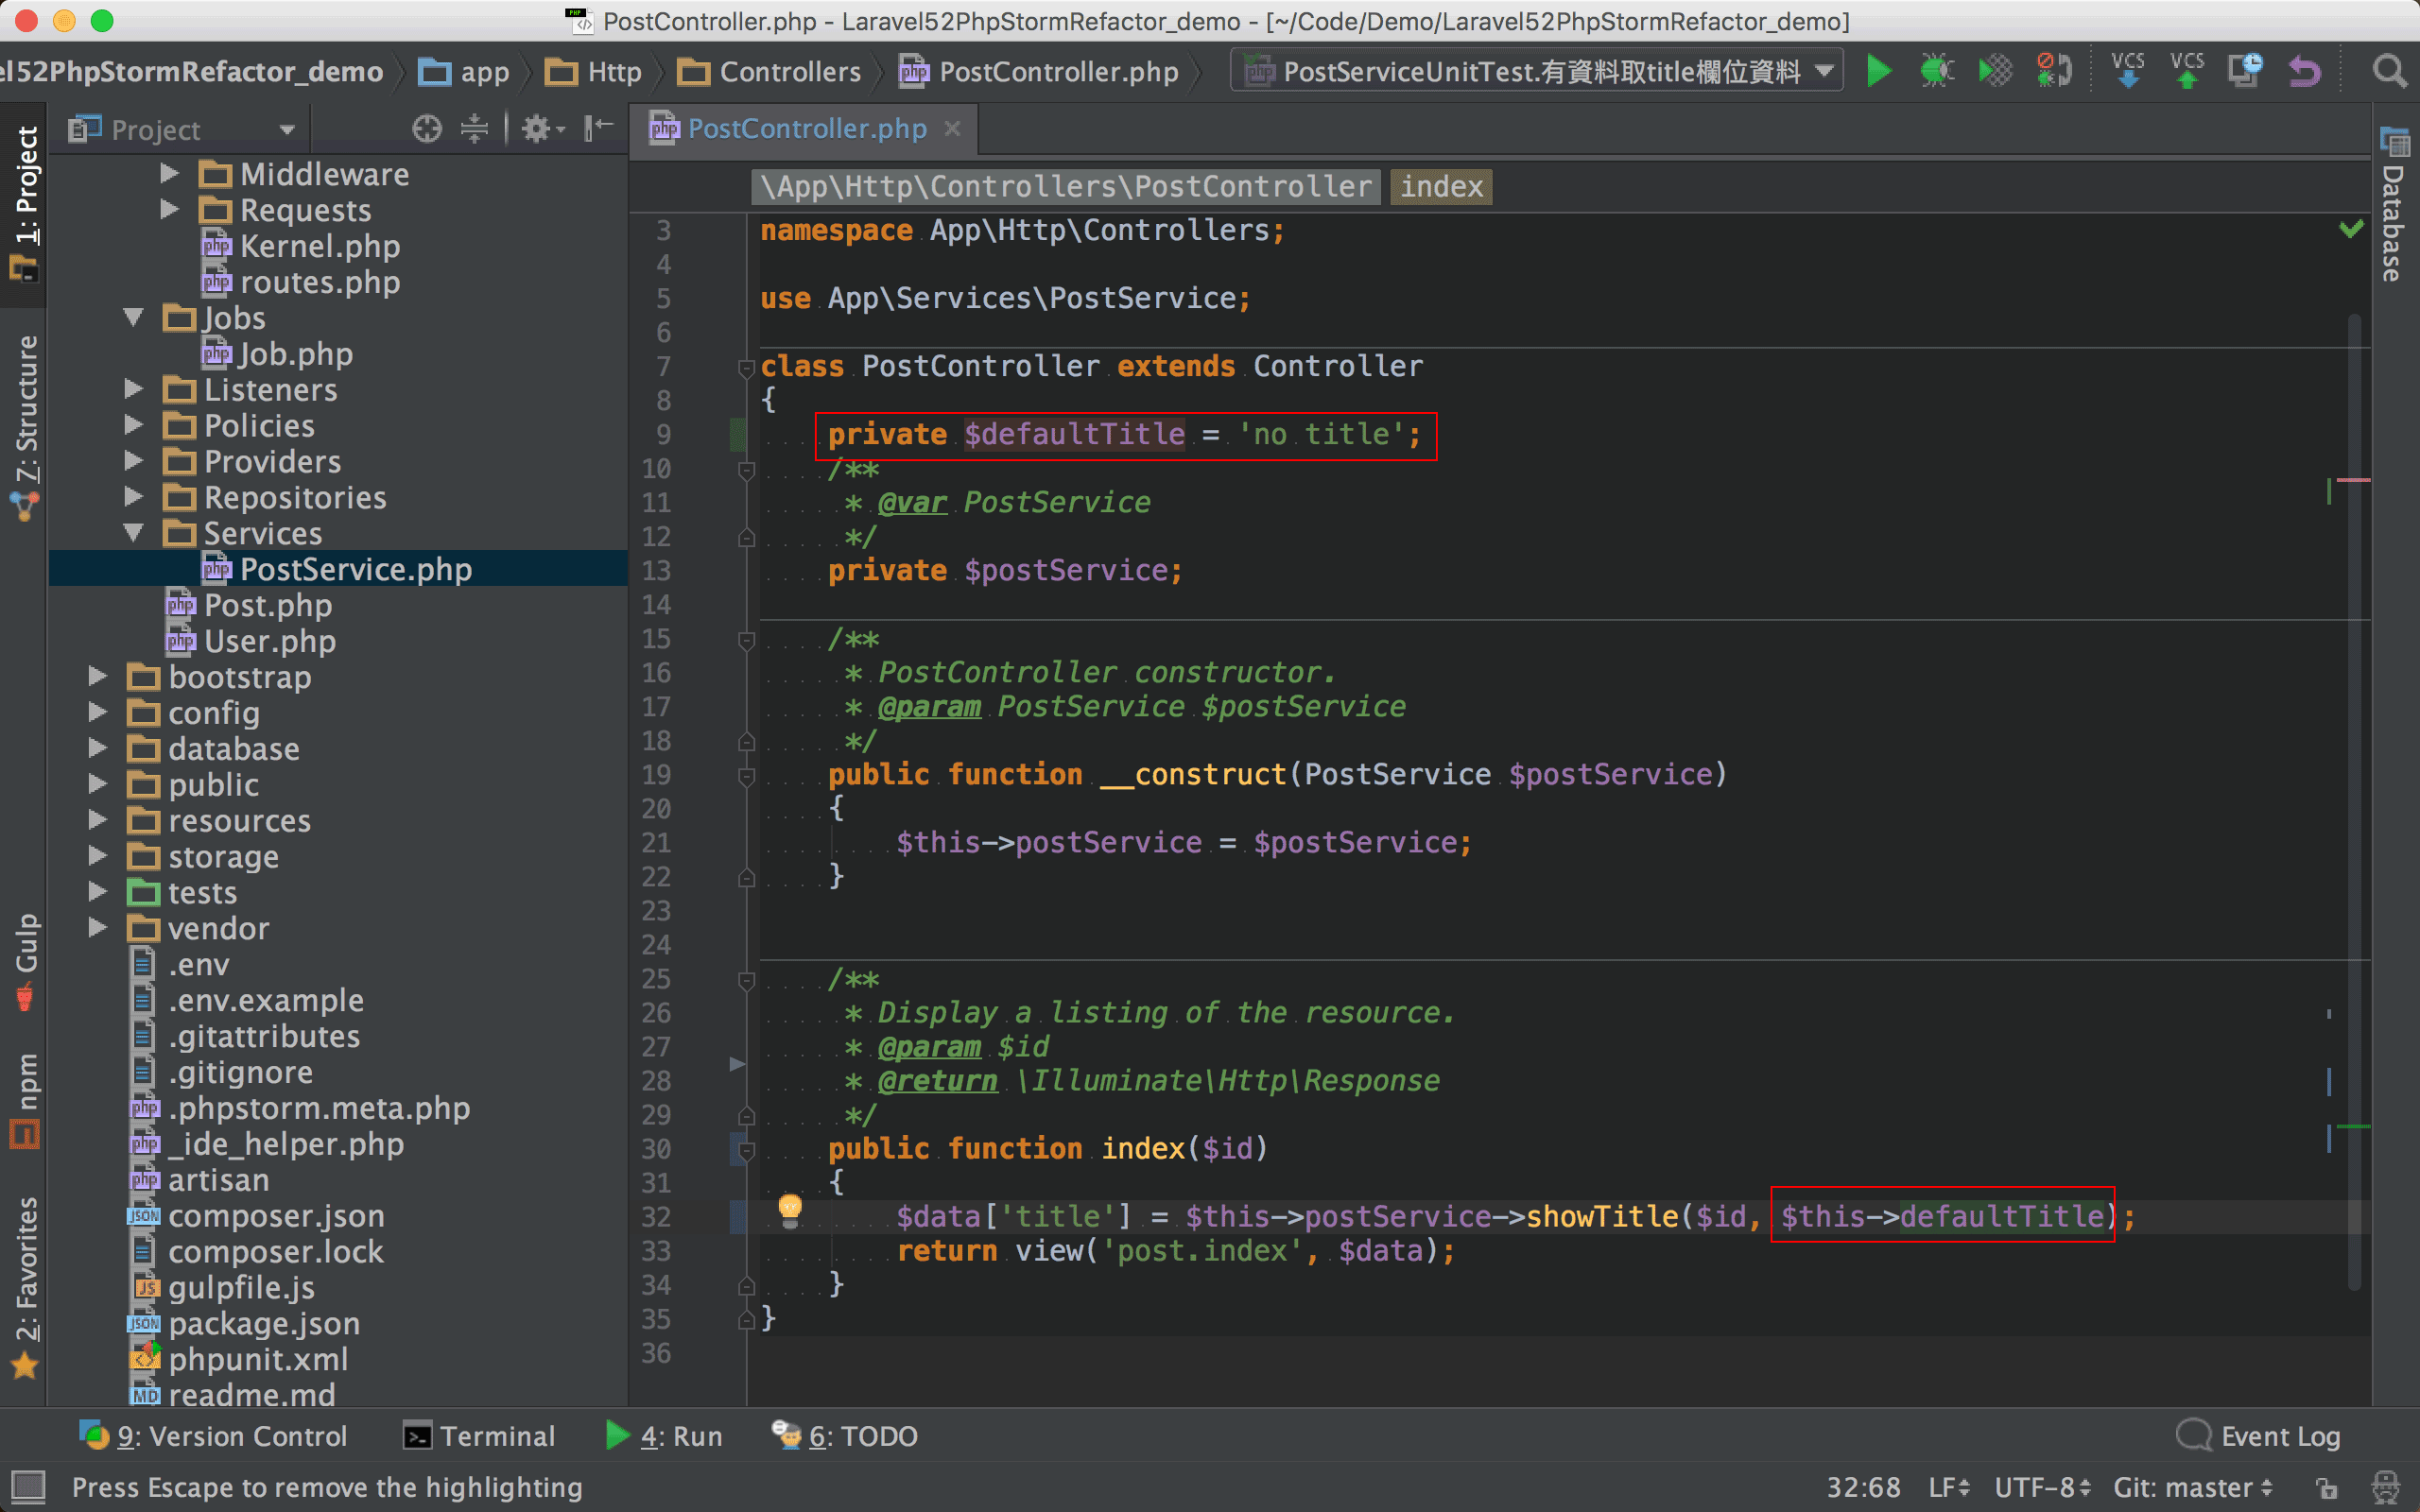 PostController.php - Laravel52PhpStormRefactor_demo - [~/Code/Demo/Laravel52PhpStormRefactor_demo]
el52PhpStormRefactor_demo app Http Controllers PostController.php PostServiceUnitTest.有資料取title欄位資料 VCS VCS
1: Project
7: Structure
Gulp
npm
2: Favorites
Project
Middleware
Requests
Kernel.php
routes.php
Jobs
Job.php
Listeners
Policies
Providers
Repositories
Services
PostService.php
Post.php
User.php
bootstrap
config
database
public
resources
storage
tests
vendor
.env
.env.example
.gitattributes
.gitignore
.phpstorm.meta.php
_ide_helper.php
artisan
composer.json
composer.lock
gulpfile.js
package.json
phpunit.xml
readme.md
PostController.php
\App\Http\Controllers\PostController index
3 namespace App\Http\Controllers;
4
5 use App\Services\PostService;
6
7 class PostController extends Controller
8 {
9 private $defaultTitle = 'no title';
10 /**
11 * @var PostService
12 */
13 private $postService;
14
15 /**
16 * PostController constructor.
17 * @param PostService $postService
18 */
19 public function __construct(PostService $postService)
20 {
21 $this->postService = $postService;
22 }
23
24
25 /**
26 * Display a listing of the resource.
27 * @param $id
28 * @return \Illuminate\Http\Response
29 */
30 public function index($id)
31 {
32 $data['title'] = $this->postService->showTitle($id, $this->defaultTitle);
33 return view('post.index', $data);
34 }
35 }
36
Database
9: Version Control Terminal 4: Run 6: TODO Event Log
Press Escape to remove the highlighting 32:68 LF UTF-8 Git: master